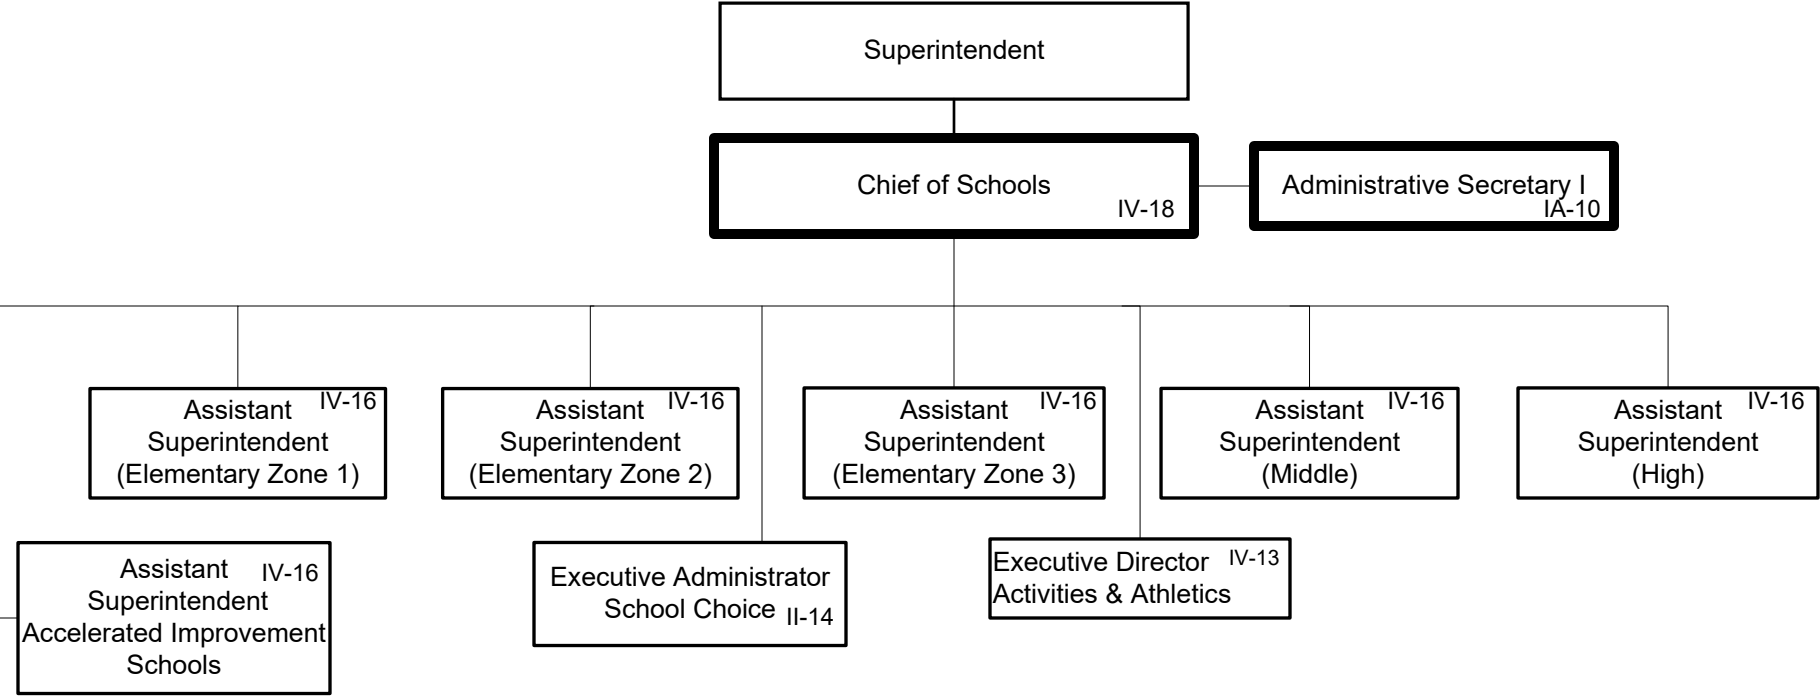 Superintendent
Chief of Schools
IV-18
Administrative Secretary I
IA-10
Assistant
IV-16
Superintendent
(Elementary Zone 1)
Assistant
IV-16
Superintendent
(Elementary Zone 2)
Assistant
IV-16
Superintendent
(Elementary Zone 3)
Assistant
IV-16
Superintendent
(Middle)
Assistant
IV-16
Superintendent
(High)
Assistant
IV-16
Superintendent
Accelerated Improvement
Schools
Executive Administrator
School Choice
II-14
Executive Director
IV-13
Activities & Athletics